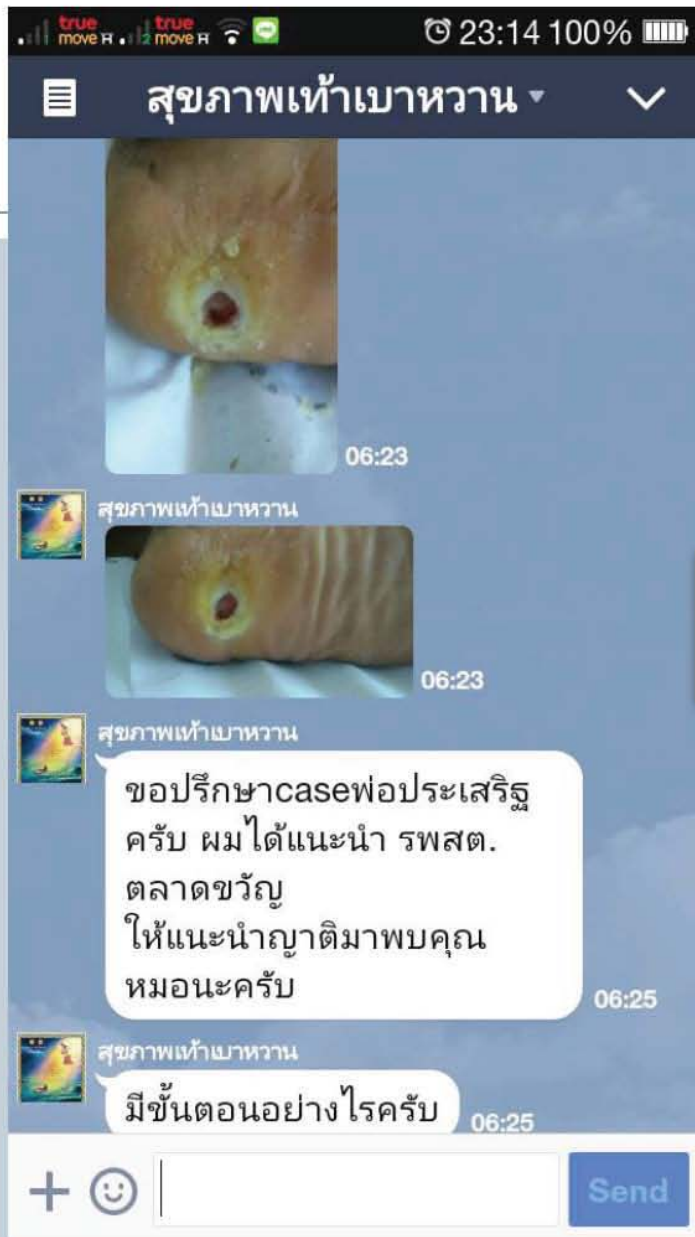 true move H true move H 23:14 100%
สุขภาพเท้าเบาหวาน
06:23
สุขภาพเท้าเบาหวาน
06:23
สุขภาพเท้าเบาหวาน
ขอปรึกษาcaseพ่อประเสริฐ
ครับ ผมได้แนะนำ รพสต.
ตลาดขวัญ
ให้แนะนำญาติมาพบคุณ
หมอนะครับ
06:25
สุขภาพเท้าเบาหวาน
มีขั้นตอนอย่างไรครับ
06:25
Send